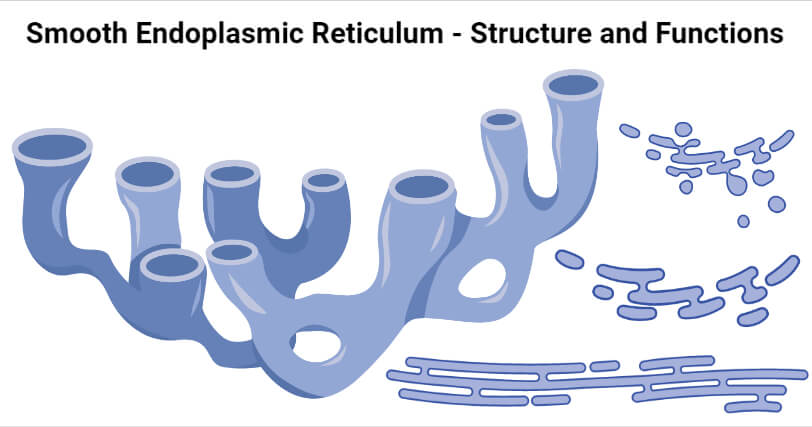 Smooth Endoplasmic Reticulum - Structure and Functions